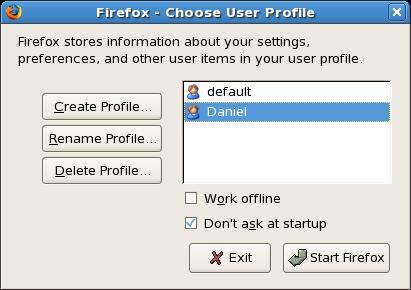 Firefox - Choose User Profile
Firefox stores information about your settings,
preferences, and other user items in your user profile.
Create Profile...
Rename Profile...
Delete Profile...
default
Daniel
Work offline
Don't ask at startup
Exit
Start Firefox